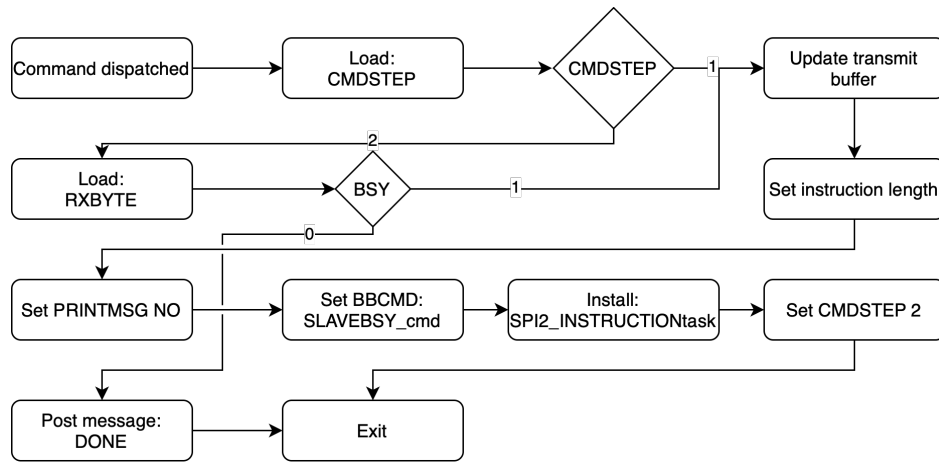 Command dispatched
Load:
CMDSTEP
CMDSTEP
1
Update transmit
buffer
2
Load:
RXBYTE
BSY
1
Set instruction length
0
Set PRINTMSG NO
Set BBCMD:
SLAVEBSY_cmd
Install:
SPI2_INSTRUCTIONtask
Set CMDSTEP 2
Post message:
DONE
Exit